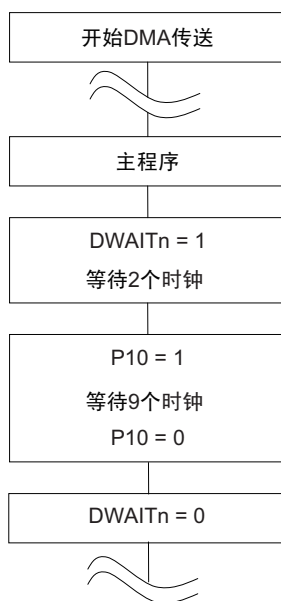 开始DMA传送
主程序
DWAITn = 1
等待2个时钟
P10 = 1
等待9个时钟
P10 = 0
DWAITn = 0